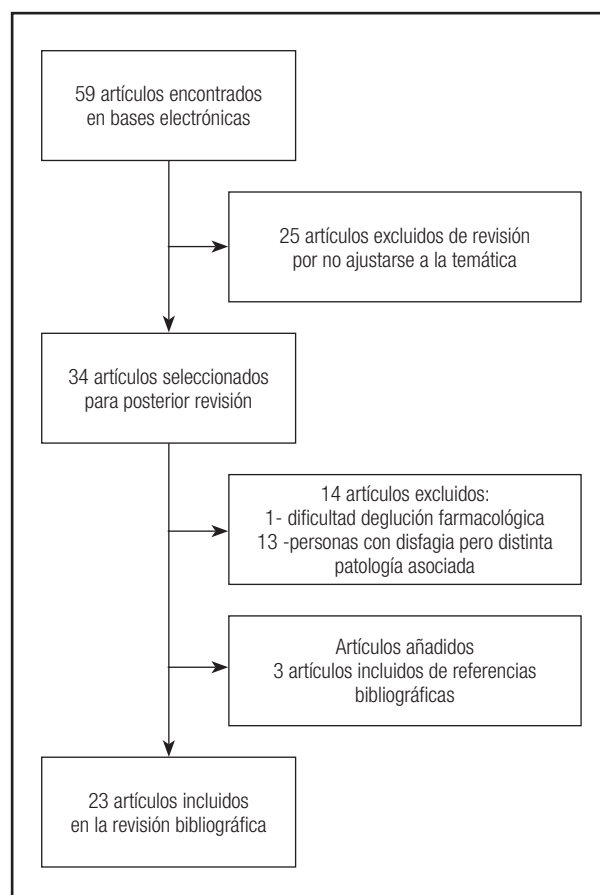 59 artículos encontrados
en bases electrónicas
25 artículos excluidos de revisión
por no ajustarse a la temática
34 artículos seleccionados
para posterior revisión
14 artículos excluidos:
1- dificultad deglución farmacológica
13 -personas con disfagia pero distinta
patología asociada
Artículos añadidos
3 artículos incluidos de referencias
bibliográficas
23 artículos incluidos
en la revisión bibliográfica